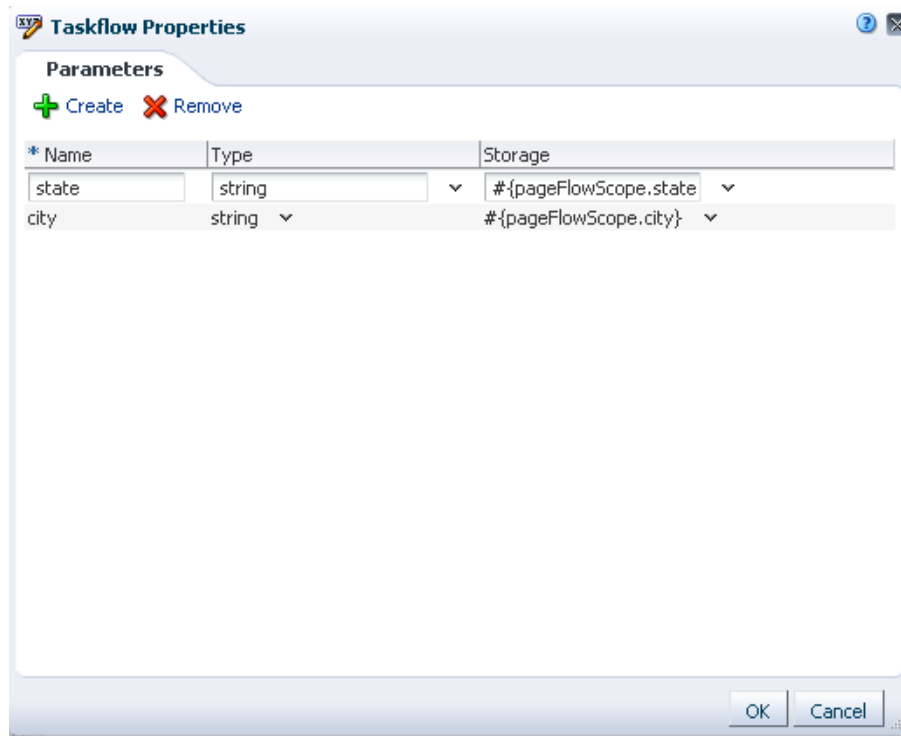 Taskflow Properties
Parameters
Create Remove
* Name Type Storage
state string #{pageFlowScope.state
city string #{pageFlowScope.city}
OK Cancel